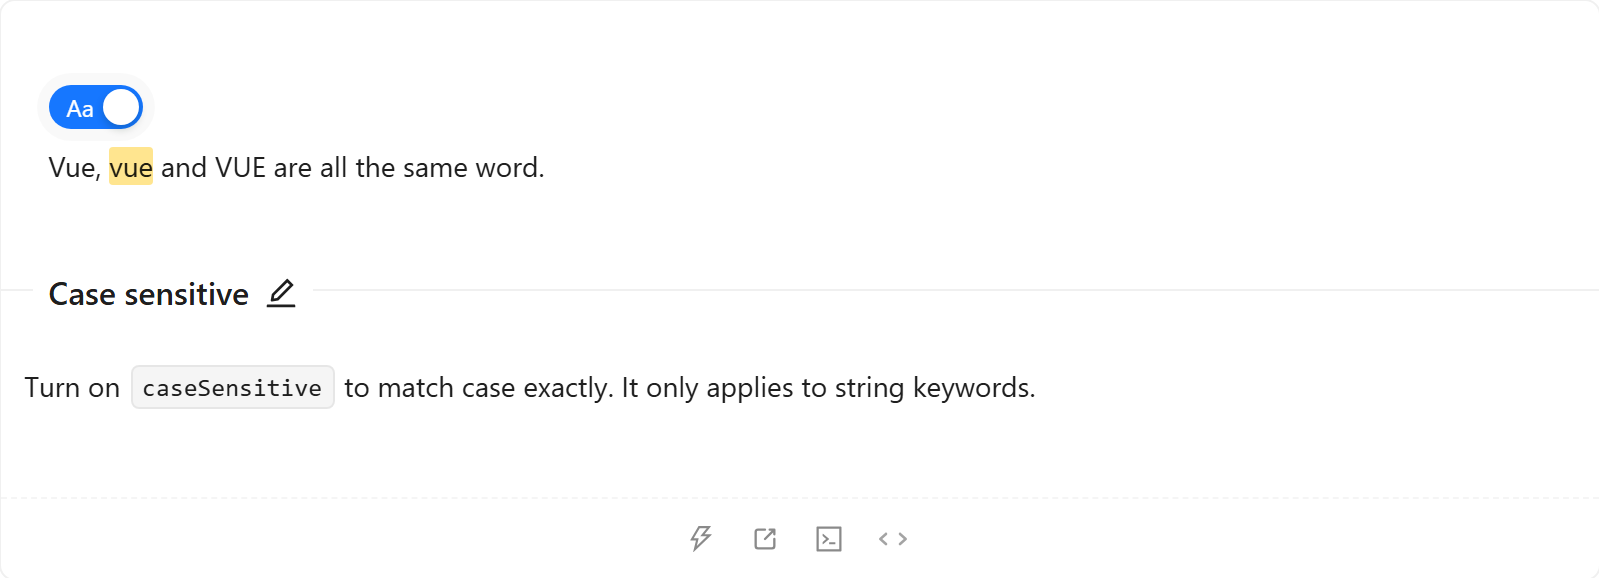 Aa
Vue, vue and VUE are all the same word.
Case sensitive
Turn on caseSensitive to match case exactly. It only applies to string keywords.